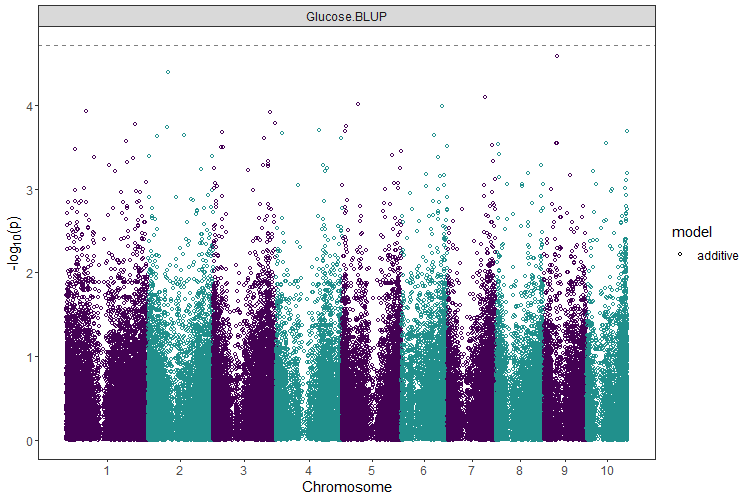 Glucose.BLUP
4
3
2
1
0
-log₁₀(p)
1 2 3 4 5 6 7 8 9 10
Chromosome
model
additive